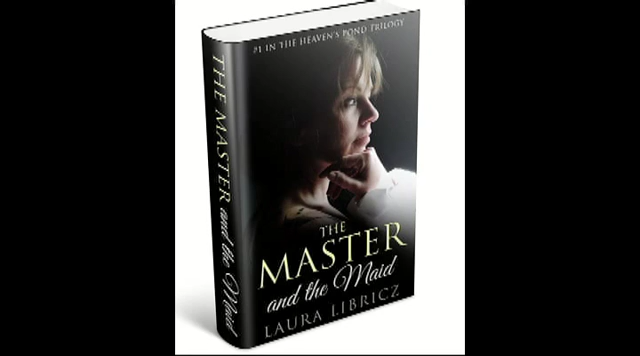 #1 IN THE HEAVEN'S POND TRILOGY
THE
MASTER
and the Maid
LAURA LIBRICZ
THE MASTER and the Maid